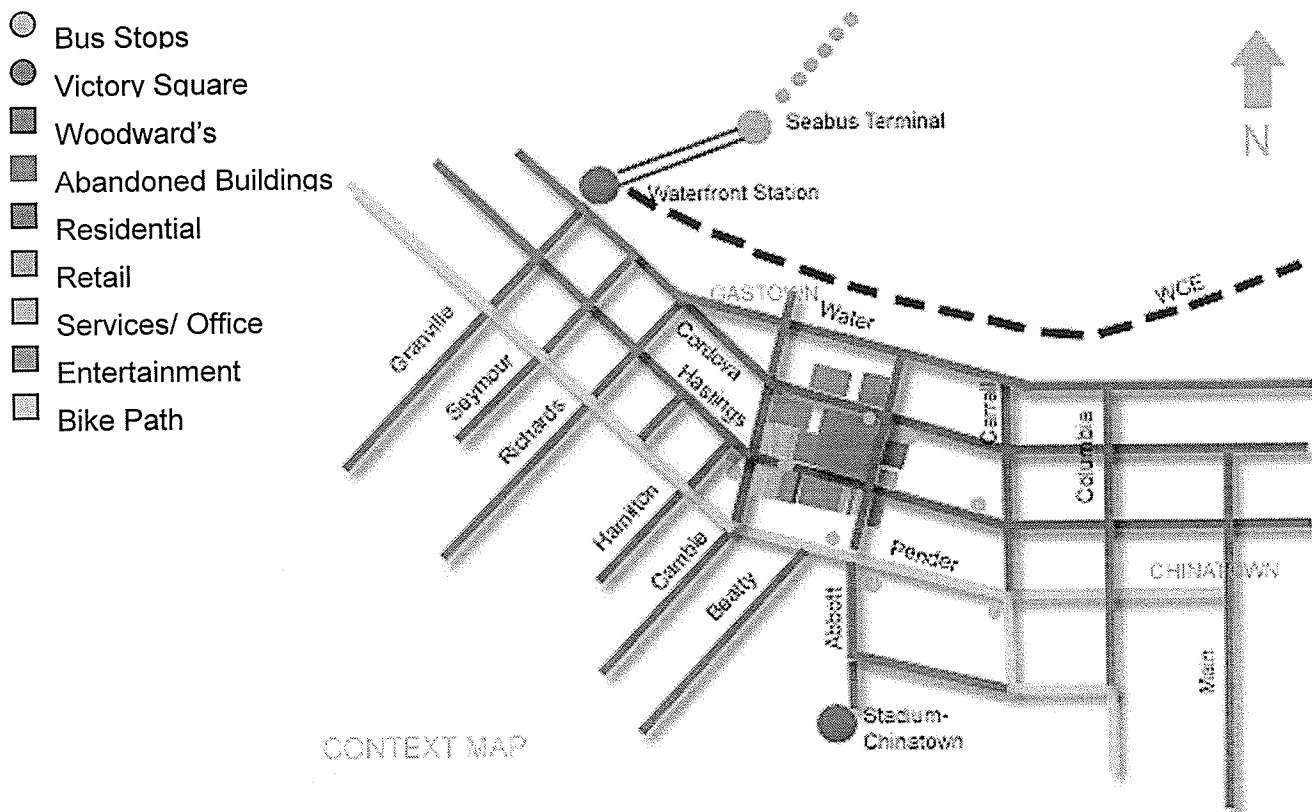 Bus Stops
Victory Square
Woodward's
Abandoned Buildings
Residential
Retail
Services/ Office
Entertainment
Bike Path
N
Seabus Terminal
Waterfront Station
WCE
GASTOWN
Water
Granville
Seymour
Richards
Cordova
Hastings
Carrall
Columbia
Hamilton
Cambie
Beatty
Pender
Abbott
CHINATOWN
Main
Stadium-
Chinatown
CONTEXT MAP